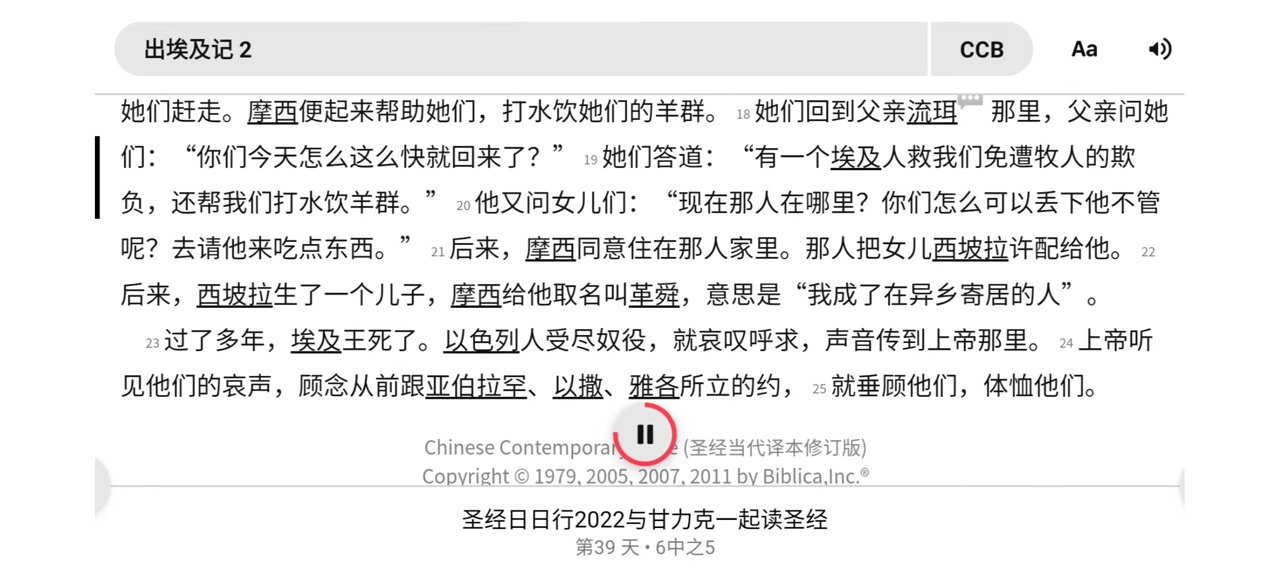 出埃及记 2
CCB
Aa
她们赶走。摩西便起来帮助她们，打水饮她们的羊群。 18 她们回到父亲流珥 那里，父亲问她
们：“你们今天怎么这么快就回来了？” 19 她们答道：“有一个埃及人救我们免遭牧人的欺
负，还帮我们打水饮羊群。” 20 他又问女儿们：“现在那人在哪里？你们怎么可以丢下他不管
呢？去请他来吃点东西。” 21 后来，摩西同意住在那人家里。那人把女儿西坡拉许配给他。 22
后来，西坡拉生了一个儿子，摩西给他取名叫革舜，意思是“我成了在异乡寄居的人”。
23 过了多年，埃及王死了。以色列人受尽奴役，就哀叹呼求，声音传到上帝那里。 24 上帝听
见他们的哀声，顾念从前跟亚伯拉罕、以撒、雅各所立的约， 25 就垂顾他们，体恤他们。
Chinese Contemporary (圣经当代译本修订版)
Copyright © 1979, 2005, 2007, 2011 by Biblica,Inc.®
圣经日日行2022与甘力克一起读圣经
第39 天 • 6中之5